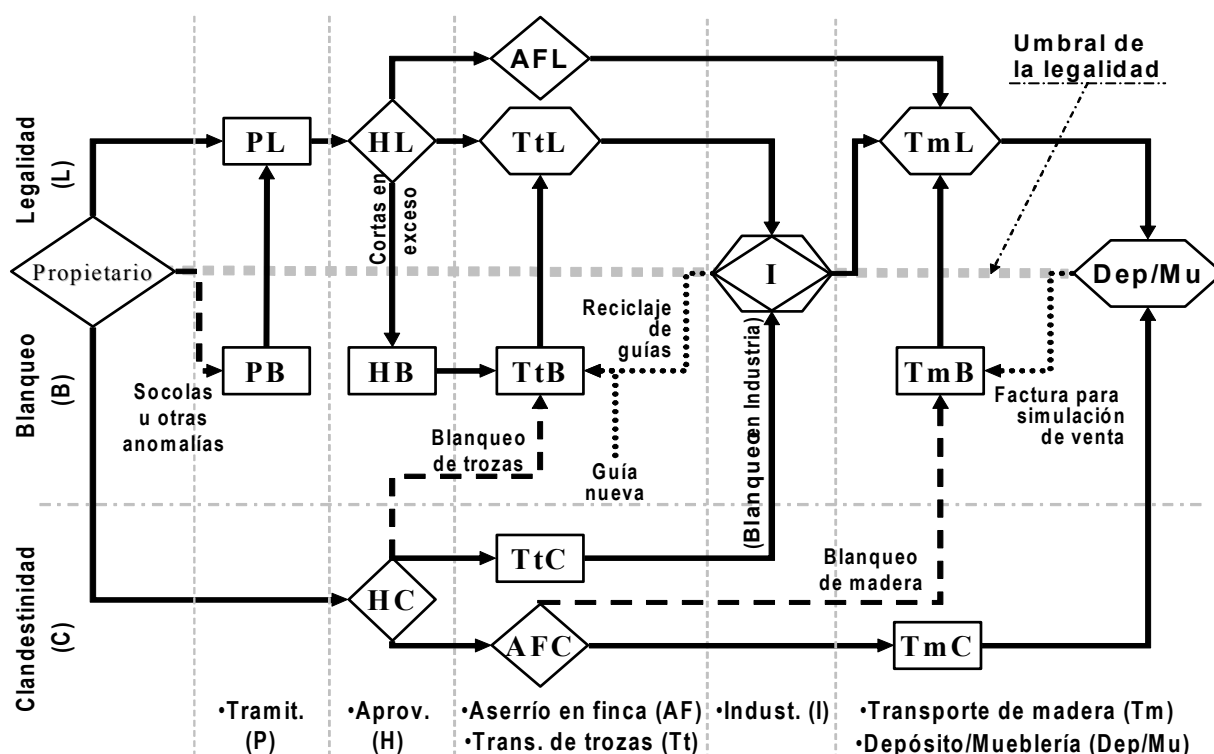 Umbral de
la legalidad
AFL
Legalidad
(L)
PL
HL
TtL
TmL
Cortas en
exceso
Propietario
I
Dep/Mu
Blanqueo
(B)
Reciclaje
de
guías
PB
HB
TtB
TmB
Socolas
u otras
anomalías
Factura para
simulación
de venta
Blanqueo
de trozas
Guía
nueva
(Blanqueo en Industria)
Clandestinidad
(C)
TtC
Blanqueo
de madera
HC
AFC
TmC
•Tramit.
(P)
•Aprov.
(H)
•Aserrío en finca (AF)
•Trans. de trozas (Tt)
•Indust. (I)
•Transporte de madera (Tm)
•Depósito/Mueblería (Dep/Mu)